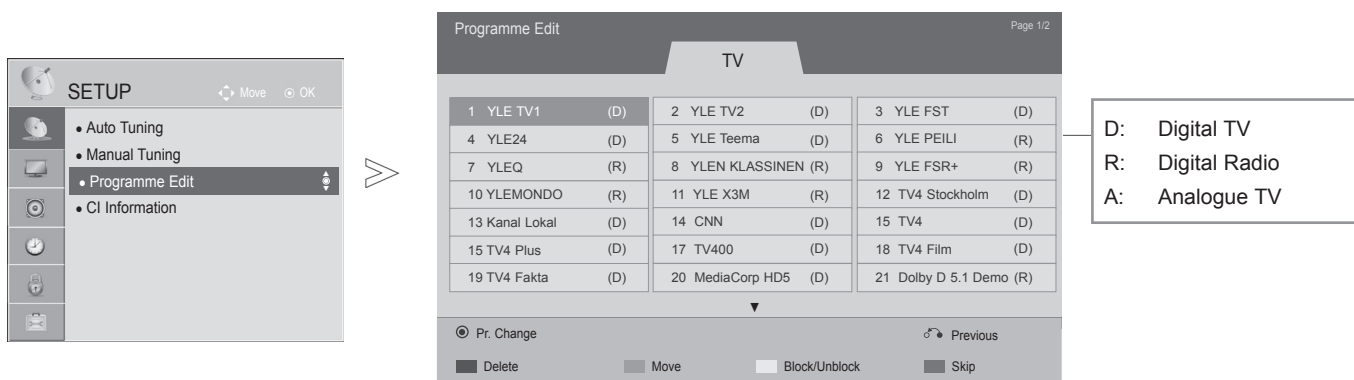 SETUP
Move OK
• Auto Tuning
• Manual Tuning
• Programme Edit
• CI Information
Programme Edit
Page 1/2
TV
1 YLE TV1 (D) 2 YLE TV2 (D) 3 YLE FST (D)
4 YLE24 (D) 5 YLE Teema (D) 6 YLE PEILI (R)
7 YLEQ (R) 8 YLEN KLASSINEN (R) 9 YLE FSR+ (R)
10 YLEMONDO (R) 11 YLE X3M (R) 12 TV4 Stockholm (D)
13 Kanal Lokal (D) 14 CNN (D) 15 TV4 (D)
15 TV4 Plus (D) 17 TV400 (D) 18 TV4 Film (D)
19 TV4 Fakta (D) 20 MediaCorp HD5 (D) 21 Dolby D 5.1 Demo (R)
Pr. Change Previous
Delete Move Block/Unblock Skip
D: Digital TV
R: Digital Radio
A: Analogue TV